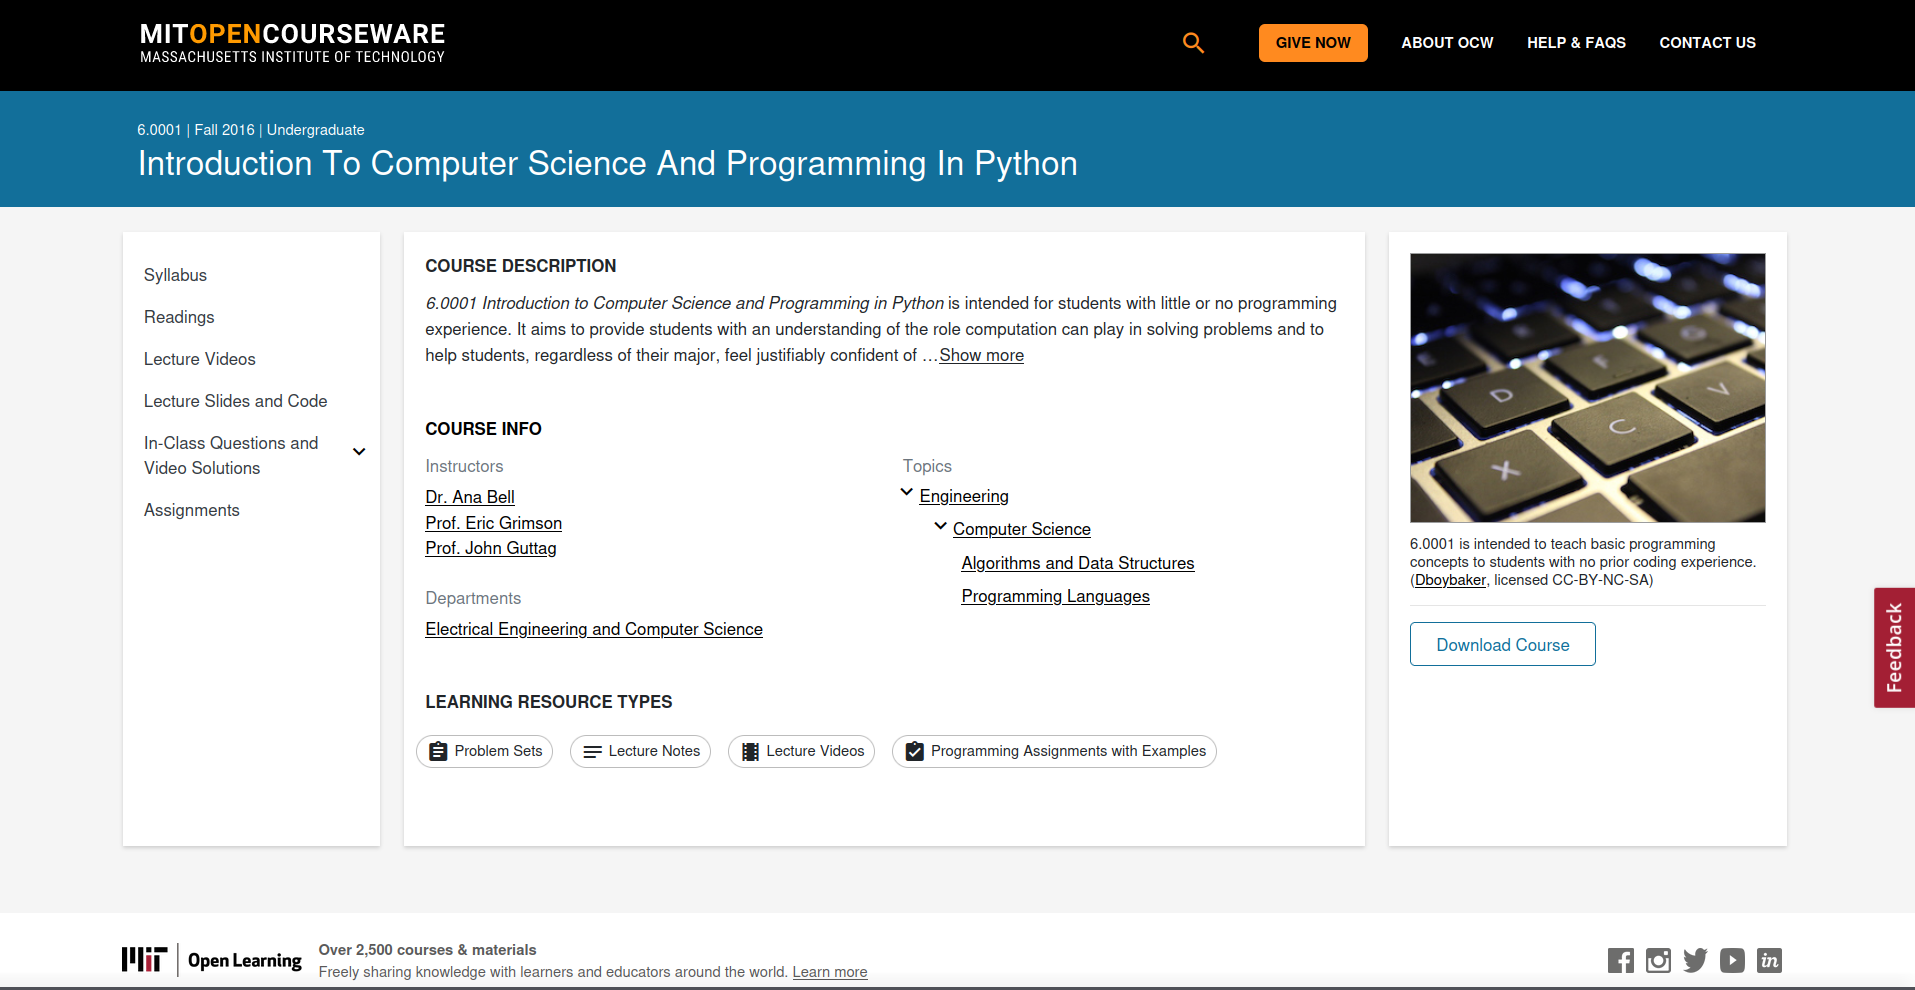 MITOPENCOURSEWARE
MASSACHUSETTS INSTITUTE OF TECHNOLOGY
GIVE NOW
ABOUT OCW
HELP & FAQS
CONTACT US
6.0001 | Fall 2016 | Undergraduate
Introduction To Computer Science And Programming In Python
Syllabus
Readings
Lecture Videos
Lecture Slides and Code
In-Class Questions and
Video Solutions
Assignments
COURSE DESCRIPTION
6.0001 Introduction to Computer Science and Programming in Python is intended for students with little or no programming
experience. It aims to provide students with an understanding of the role computation can play in solving problems and to
help students, regardless of their major, feel justifiably confident of …Show more
COURSE INFO
Instructors
Dr. Ana Bell
Prof. Eric Grimson
Prof. John Guttag
Departments
Electrical Engineering and Computer Science
Topics
Engineering
Computer Science
Algorithms and Data Structures
Programming Languages
LEARNING RESOURCE TYPES
Problem Sets
Lecture Notes
Lecture Videos
Programming Assignments with Examples
D
F
G
X
C
V
6.0001 is intended to teach basic programming
concepts to students with no prior coding experience.
(Dboybaker, licensed CC-BY-NC-SA)
Download Course
Feedback
MIT Open Learning
Over 2,500 courses & materials
Freely sharing knowledge with learners and educators around the world. Learn more
in